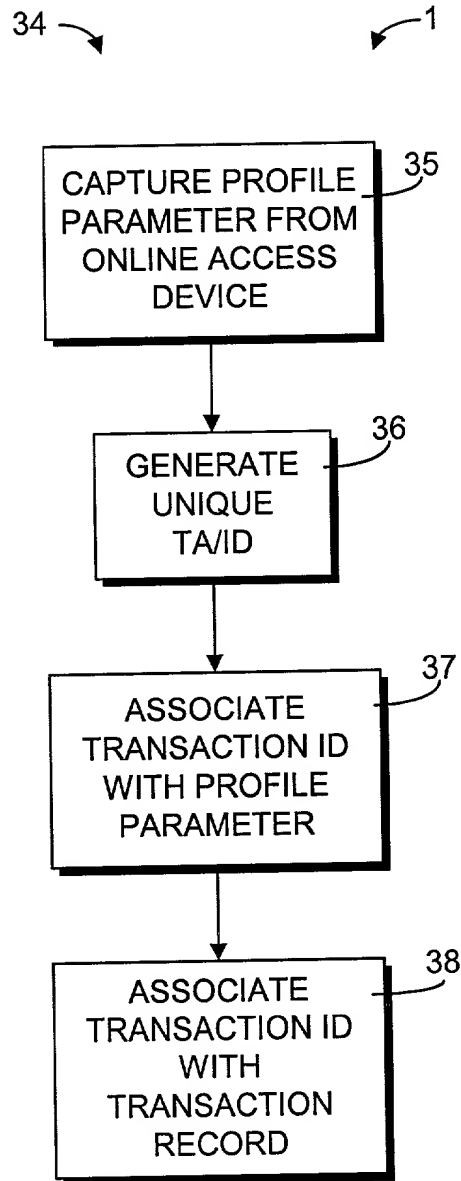 34
1
CAPTURE PROFILE
PARAMETER FROM
ONLINE ACCESS
DEVICE
35
GENERATE
UNIQUE
TA/ID
36
ASSOCIATE
TRANSACTION ID
WITH PROFILE
PARAMETER
37
ASSOCIATE
TRANSACTION ID
WITH
TRANSACTION
RECORD
38